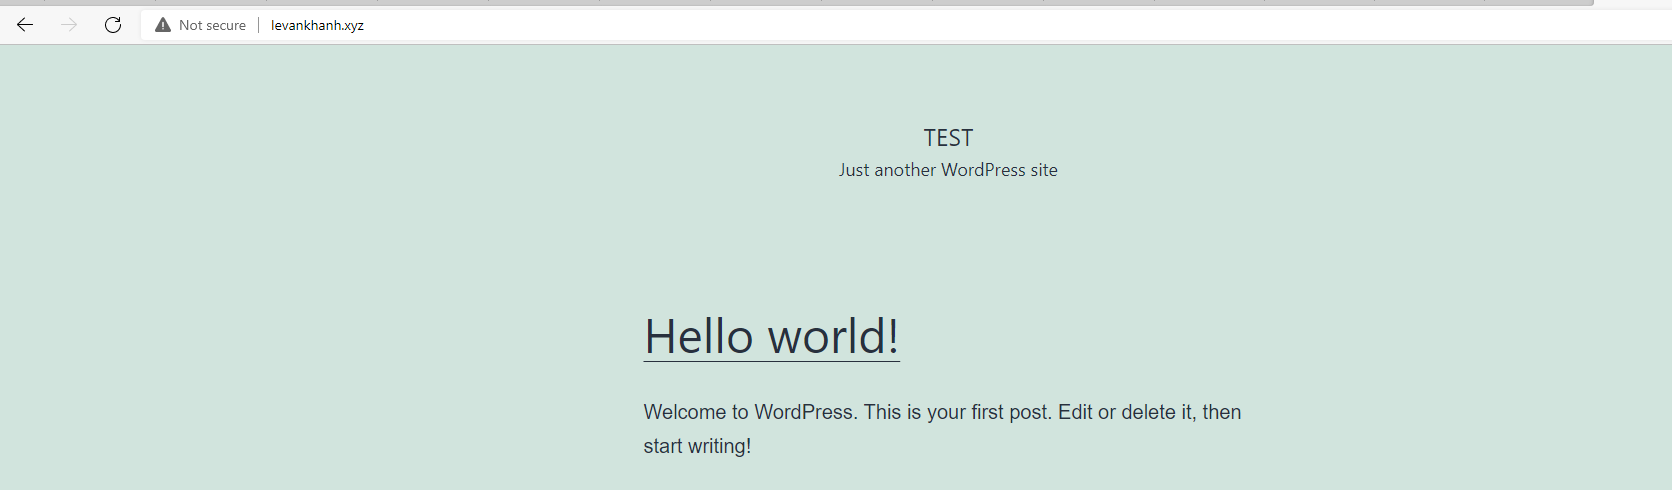 Not secure levankhanh.xyz
TEST
Just another WordPress site
Hello world!
Welcome to WordPress. This is your first post. Edit or delete it, then
start writing!